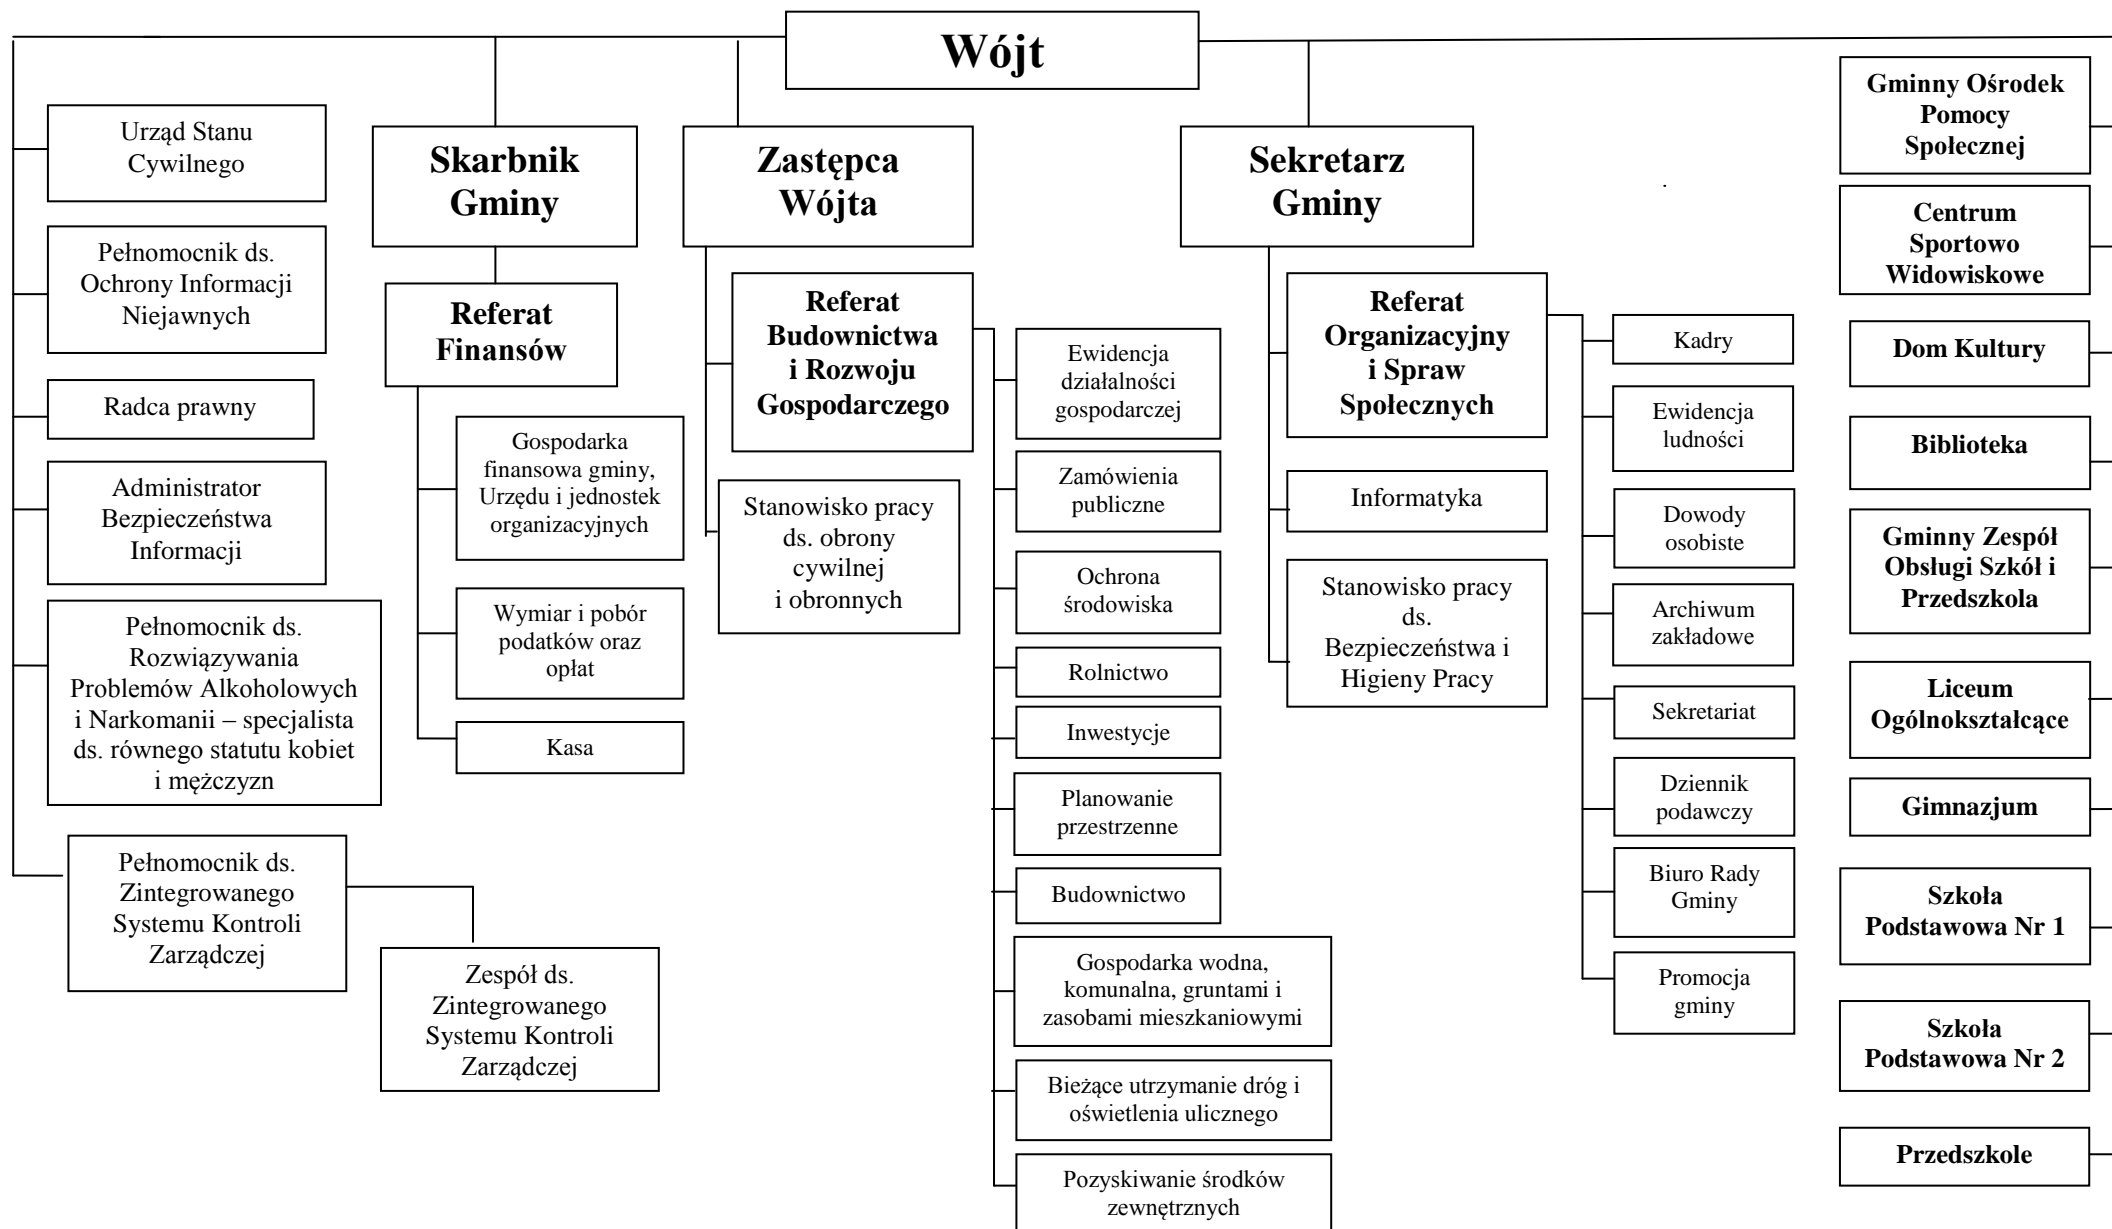 Wójt
Urząd Stanu
Cywilnego
Pełnomocnik ds.
Ochrony Informacji
Niejawnych
Radca prawny
Administrator
Bezpieczeństwa
Informacji
Pełnomocnik ds.
Rozwiązywania
Problemów Alkoholowych
i Narkomanii – specjalista
ds. równego statutu kobiet
i mężczyzn
Pełnomocnik ds.
Zintegrowanego
Systemu Kontroli
Zarządczej
Zespół ds.
Zintegrowanego
Systemu Kontroli
Zarządczej
Skarbnik
Gminy
Referat
Finansów
Gospodarka
finansowa gminy,
Urzędu i jednostek
organizacyjnych
Wymiar i pobór
podatków oraz
opłat
Kasa
Zastępca
Wójta
Referat
Budownictwa
i Rozwoju
Gospodarczego
Stanowisko pracy
ds. obrony
cywilnej
i obronnych
Ewidencja
działalności
gospodarczej
Zamówienia
publiczne
Ochrona
środowiska
Rolnictwo
Inwestycje
Planowanie
przestrzenne
Budownictwo
Gospodarka wodna,
komunalna, gruntami i
zasobami mieszkaniowymi
Bieżące utrzymanie dróg i
oświetlenia ulicznego
Pozyskiwanie środków
zewnętrznych
Sekretarz
Gminy
Referat
Organizacyjny
i Spraw
Społecznych
Informatyka
Stanowisko pracy
ds.
Bezpieczeństwa i
Higieny Pracy
Kadry
Ewidencja
ludności
Dowody
osobiste
Archiwum
zakładowe
Sekretariat
Dziennik
podawczy
Biuro Rady
Gminy
Promocja
gminy
Gminny Ośrodek
Pomocy
Społecznej
Centrum
Sportowo
Widowiskowe
Dom Kultury
Biblioteka
Gminny Zespół
Obsługi Szkół i
Przedszkola
Liceum
Ogólnokształcące
Gimnazjum
Szkoła
Podstawowa Nr 1
Szkoła
Podstawowa Nr 2
Przedszkole